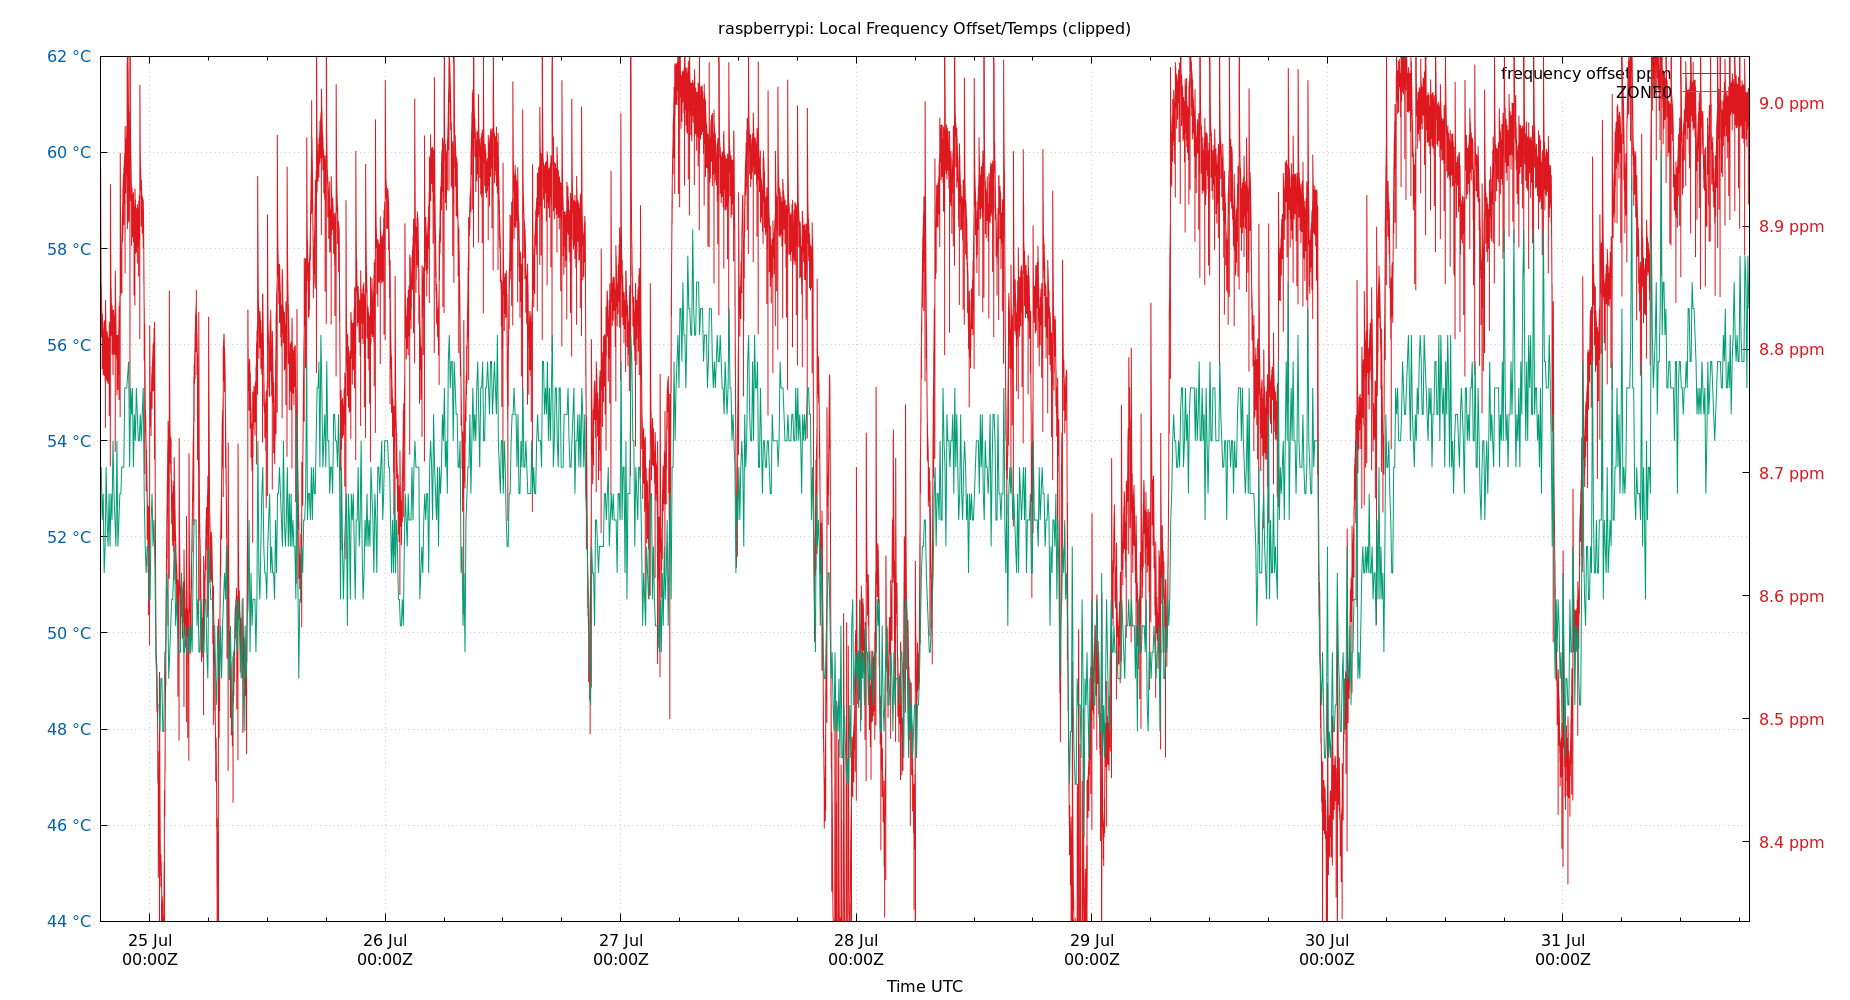 raspberrypi: Local Frequency Offset/Temps (clipped)
62 °C
60 °C
58 °C
56 °C
54 °C
52 °C
50 °C
48 °C
46 °C
44 °C
frequency offset ppm
ZONE0
9.0 ppm
8.9 ppm
8.8 ppm
8.7 ppm
8.6 ppm
8.5 ppm
8.4 ppm
25 Jul
00:00Z
26 Jul
00:00Z
27 Jul
00:00Z
28 Jul
00:00Z
29 Jul
00:00Z
30 Jul
00:00Z
31 Jul
00:00Z
Time UTC